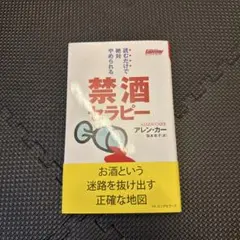 読むだけで
絶対
やめられる
禁酒
セラピー
アレン・カー
お酒という
迷路を抜け出す
正確な地図